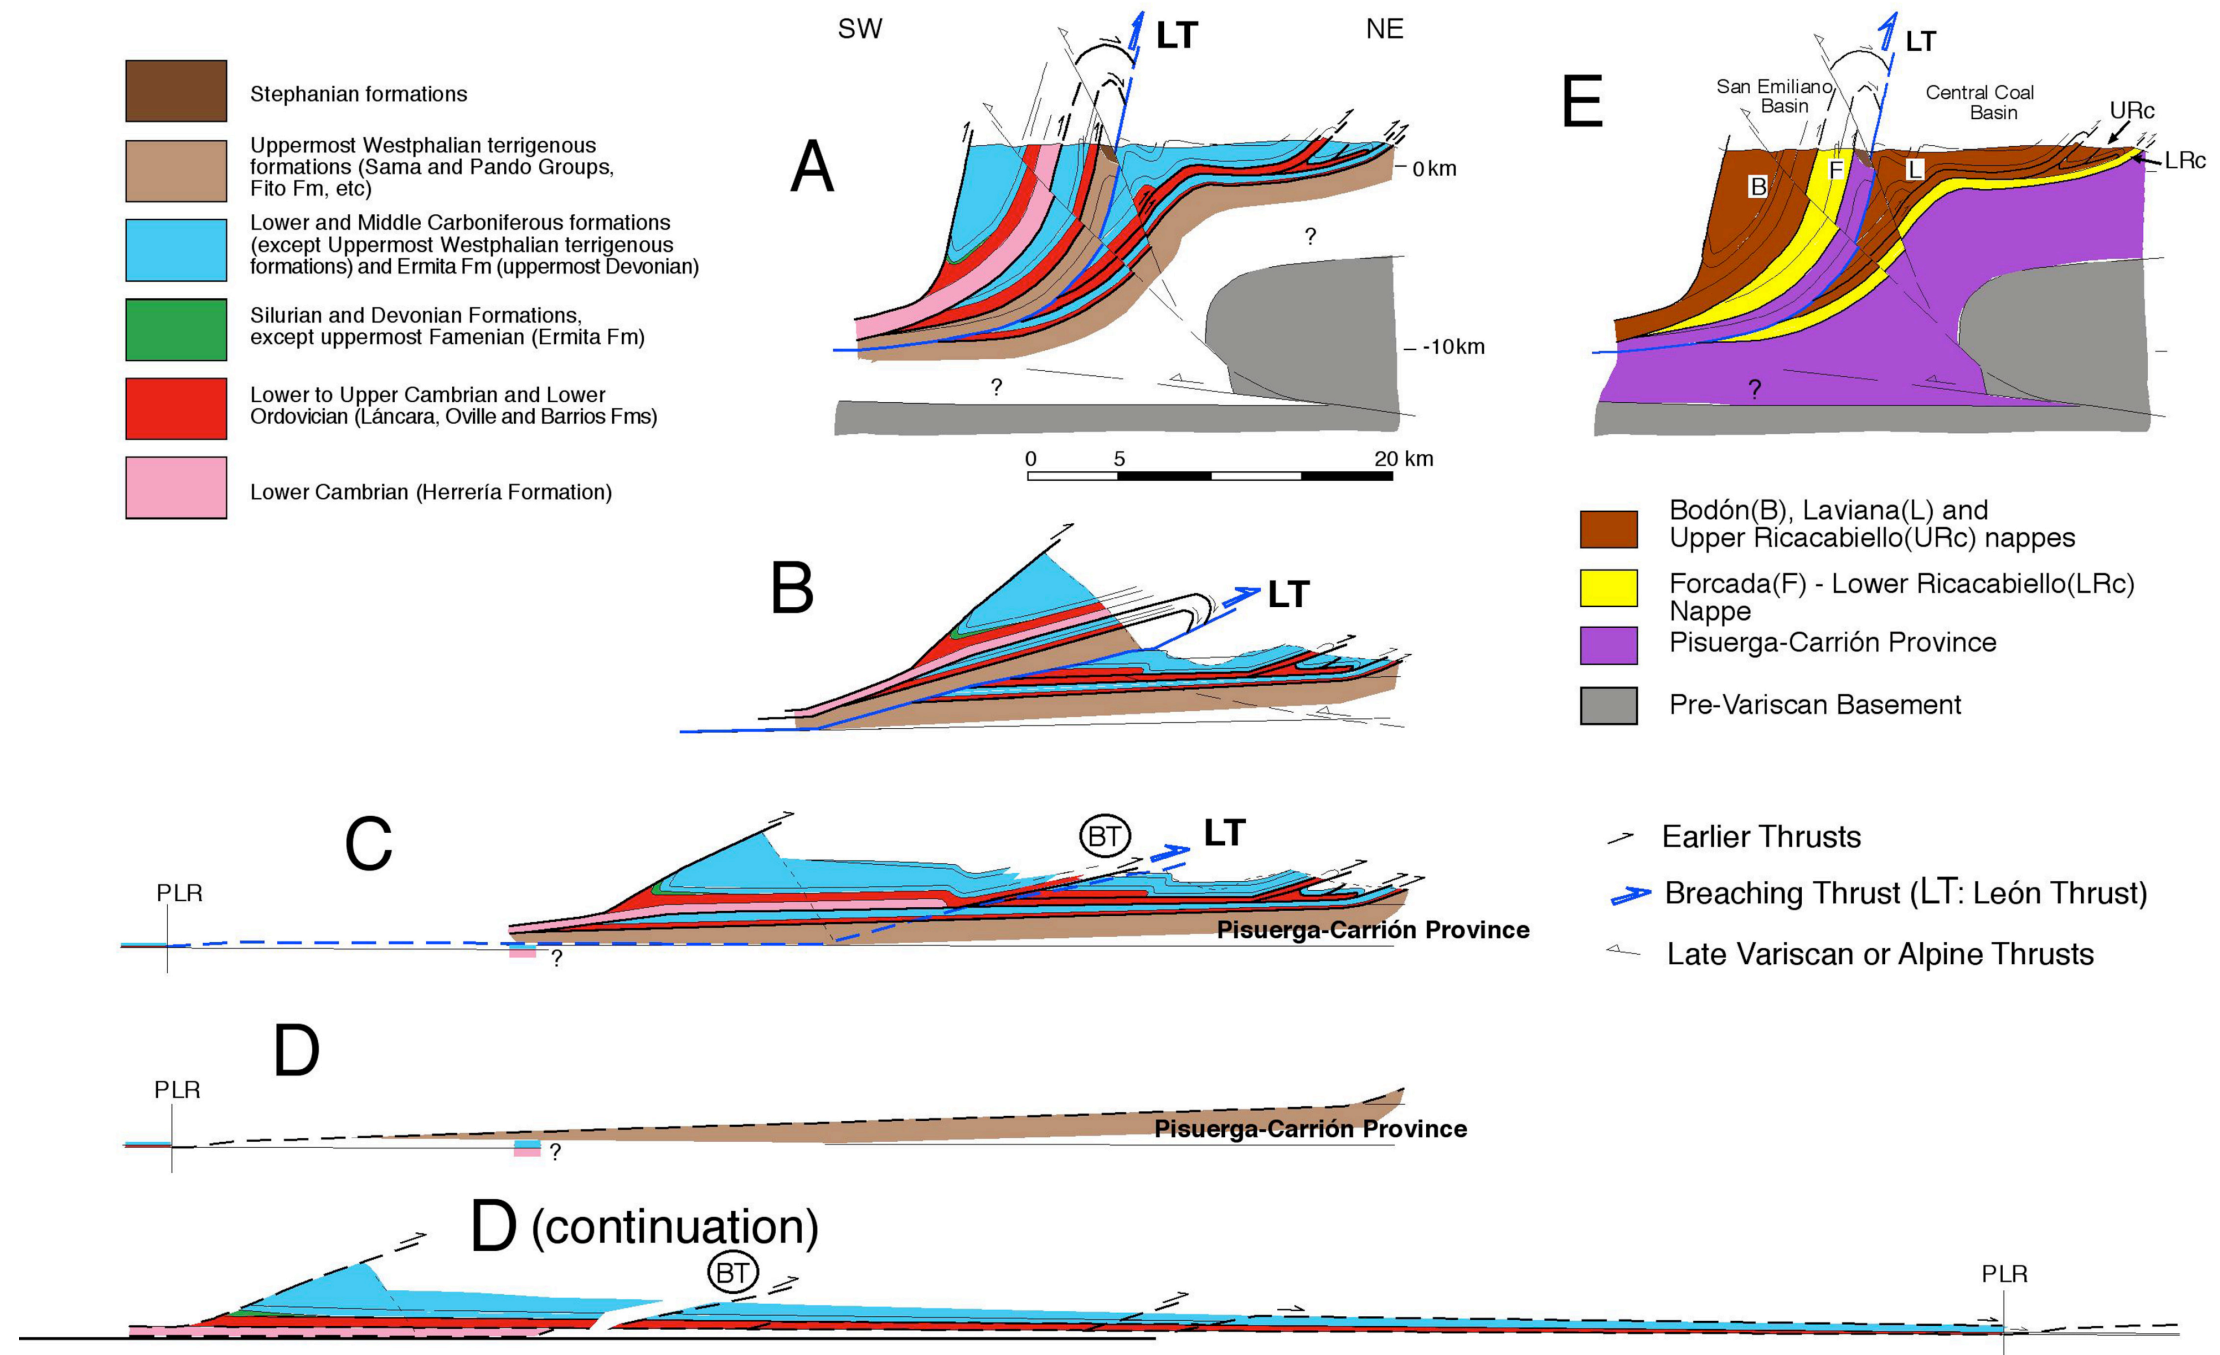 Stephanian formations
Uppermost Westphalian terrigenous
formations (Sama and Pando Groups,
Fito Fm, etc)
Lower and Middle Carboniferous formations
(except Uppermost Westphalian terrigenous
formations) and Ermita Fm (uppermost Devonian)
Silurian and Devonian Formations,
except uppermost Famenian (Ermita Fm)
Lower to Upper Cambrian and Lower
Ordovician (Láncara, Oville and Barrios Fms)
Lower Cambrian (Herrería Formation)
SW
LT
NE
A
0 km
?
-10km
?
0 5 20 km
E
LT
San Emiliano
Basin
Central Coal
Basin
URc
LRc
B
F
L
?
Bodón(B), Laviana(L) and
Upper Ricacabiello(URc) nappes
Forcada(F) - Lower Ricacabiello(LRc)
Nappe
Pisuerga-Carrión Province
Pre-Variscan Basement
B
LT
C
BT
LT
PLR
Pisuerga-Carrión Province
?
Earlier Thrusts
Breaching Thrust (LT: León Thrust)
Late Variscan or Alpine Thrusts
D
PLR
Pisuerga-Carrión Province
?
D (continuation)
BT
PLR